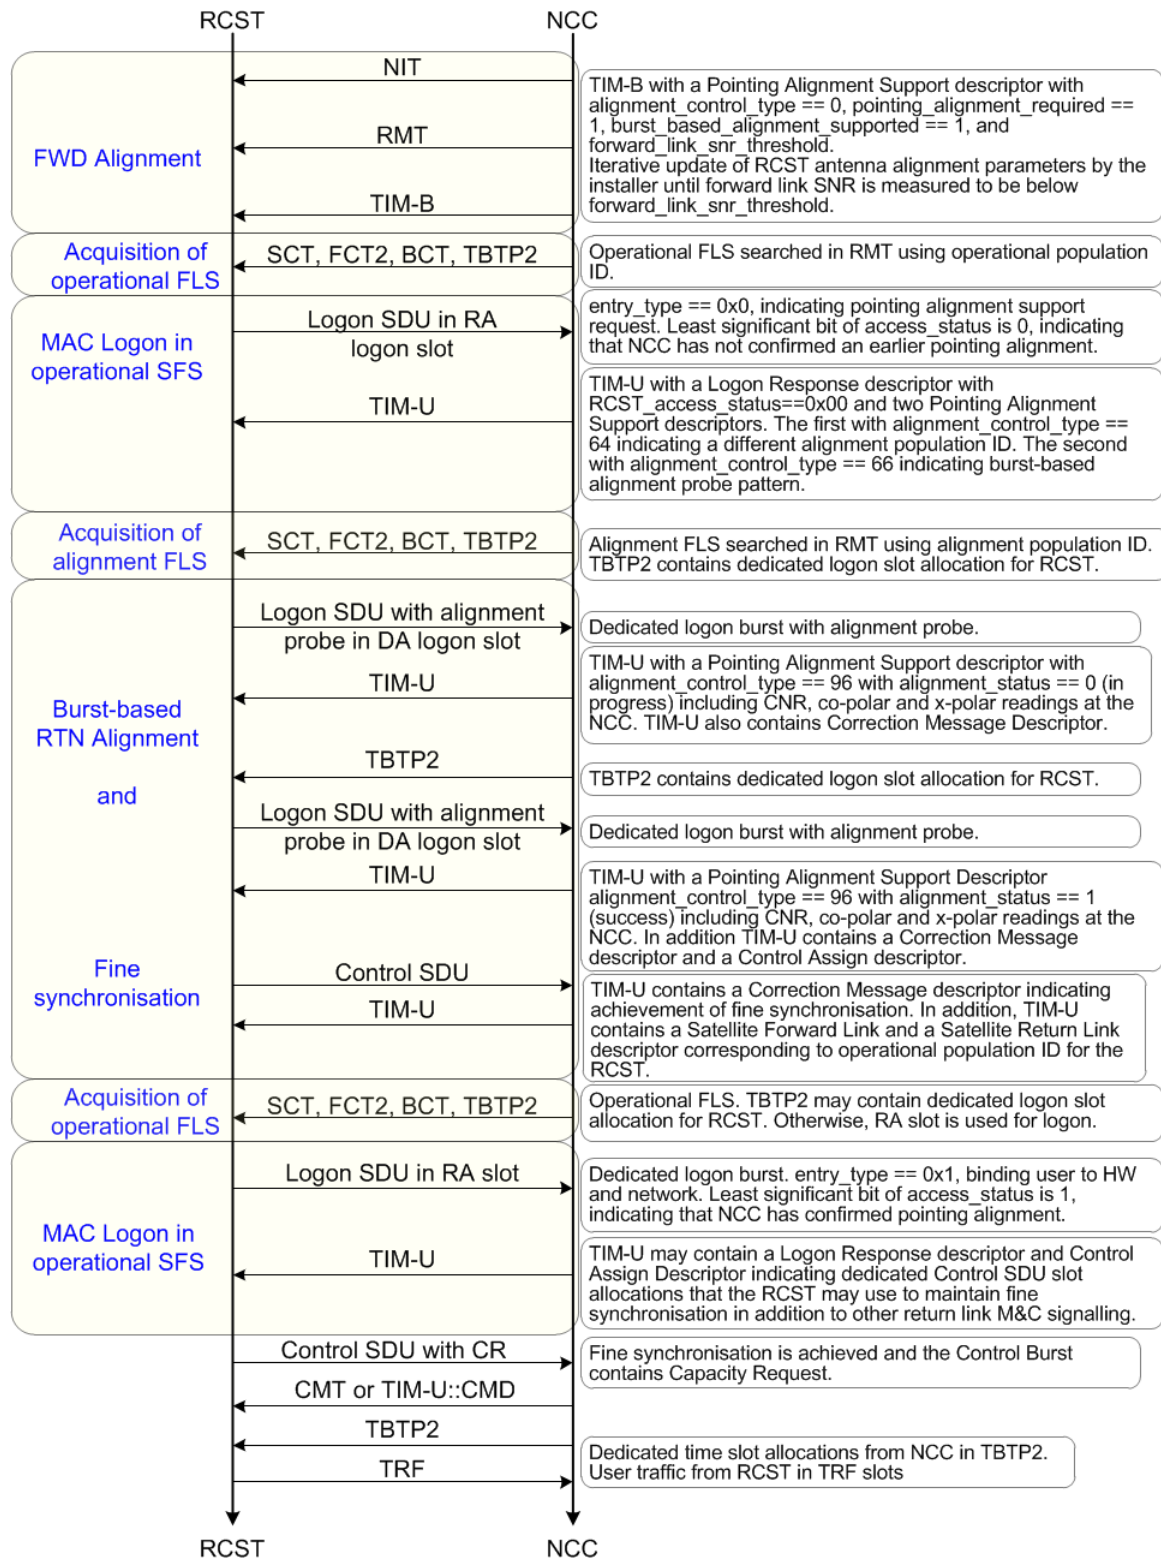 RCST
NCC
FWD Alignment
NIT
RMT
TIM-B
TIM-B with a Pointing Alignment Support descriptor with
alignment_control_type == 0, pointing_alignment_required ==
1, burst_based_alignment_supported == 1, and
forward_link_snr_threshold.
Iterative update of RCST antenna alignment parameters by the
installer until forward link SNR is measured to be below
forward_link_snr_threshold.
Acquisition of
operational FLS
SCT, FCT2, BCT, TBTP2
Operational FLS searched in RMT using operational population
ID.
MAC Logon in
operational SFS
Logon SDU in RA
logon slot
entry_type == 0x0, indicating pointing alignment support
request. Least significant bit of access_status is 0, indicating
that NCC has not confirmed an earlier pointing alignment.
TIM-U
TIM-U with a Logon Response descriptor with
RCST_access_status==0x00 and two Pointing Alignment
Support descriptors. The first with alignment_control_type ==
64 indicating a different alignment population ID. The second
with alignment_control_type == 66 indicating burst-based
alignment probe pattern.
Acquisition of
alignment FLS
SCT, FCT2, BCT, TBTP2
Alignment FLS searched in RMT using alignment population ID.
TBTP2 contains dedicated logon slot allocation for RCST.
Burst-based
RTN Alignment
and
Fine
synchronisation
Logon SDU with alignment
probe in DA logon slot
Dedicated logon burst with alignment probe.
TIM-U
TIM-U with a Pointing Alignment Support descriptor with
alignment_control_type == 96 with alignment_status == 0 (in
progress) including CNR, co-polar and x-polar readings at the
NCC. TIM-U also contains Correction Message Descriptor.
TBTP2
TBTP2 contains dedicated logon slot allocation for RCST.
Logon SDU with alignment
probe in DA logon slot
Dedicated logon burst with alignment probe.
TIM-U
TIM-U with a Pointing Alignment Support Descriptor
alignment_control_type == 96 with alignment_status == 1
(success) including CNR, co-polar and x-polar readings at the
NCC. In addition TIM-U contains a Correction Message
descriptor and a Control Assign descriptor.
Control SDU
TIM-U
TIM-U contains a Correction Message descriptor indicating
achievement of fine synchronisation. In addition, TIM-U
contains a Satellite Forward Link and a Satellite Return Link
descriptor corresponding to operational population ID for the
RCST.
Acquisition of
operational FLS
SCT, FCT2, BCT, TBTP2
Operational FLS. TBTP2 may contain dedicated logon slot
allocation for RCST. Otherwise, RA slot is used for logon.
MAC Logon in
operational SFS
Logon SDU in RA slot
Dedicated logon burst. entry_type == 0x1, binding user to HW
and network. Least significant bit of access_status is 1,
indicating that NCC has confirmed pointing alignment.
TIM-U
TIM-U may contain a Logon Response descriptor and Control
Assign Descriptor indicating dedicated Control SDU slot
allocations that the RCST may use to maintain fine
synchronisation in addition to other return link M&C signalling.
Control SDU with CR
Fine synchronisation is achieved and the Control Burst
contains Capacity Request.
CMT or TIM-U::CMD
TBTP2
TRF
Dedicated time slot allocations from NCC in TBTP2.
User traffic from RCST in TRF slots
RCST
NCC